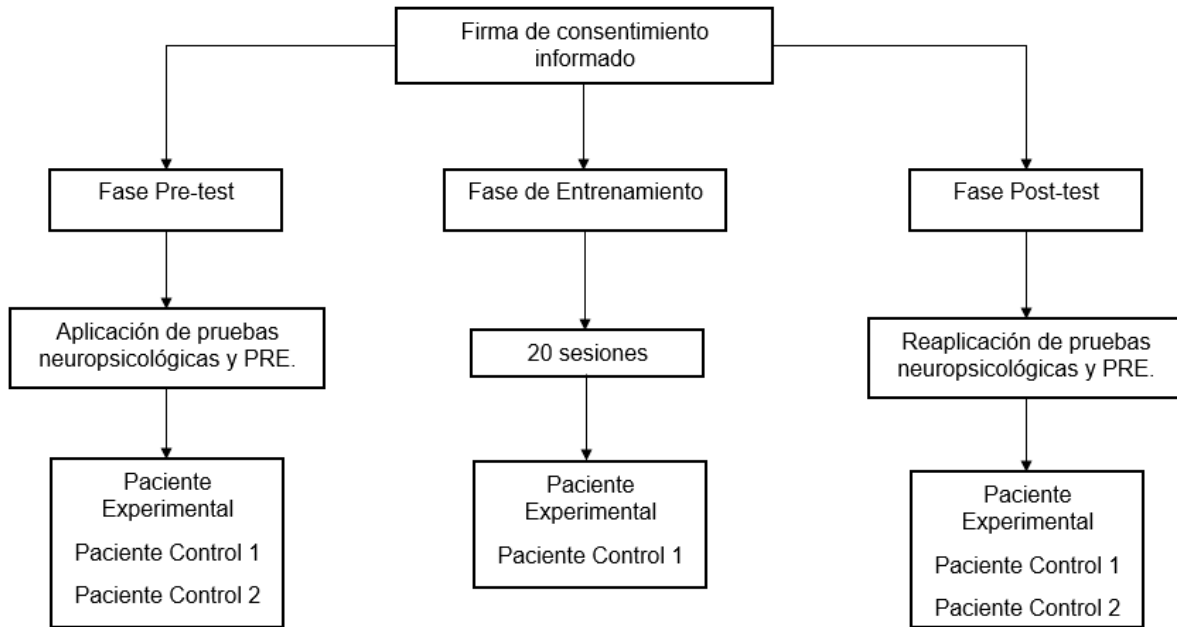 Firma de consentimiento
informado
Fase Pre-test
Fase de Entrenamiento
Fase Post-test
Aplicación de pruebas
neuropsicológicas y PRE.
20 sesiones
Reaplicación de pruebas
neuropsicológicas y PRE.
Paciente
Experimental
Paciente Control 1
Paciente Control 2
Paciente
Experimental
Paciente Control 1
Paciente
Experimental
Paciente Control 1
Paciente Control 2